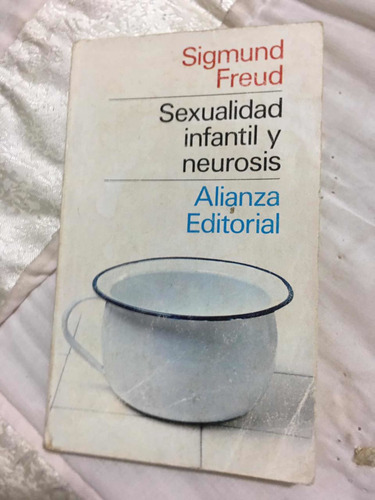 Sigmund
Freud
Sexualidad
infantil y
neurosis
Alianza
Editorial